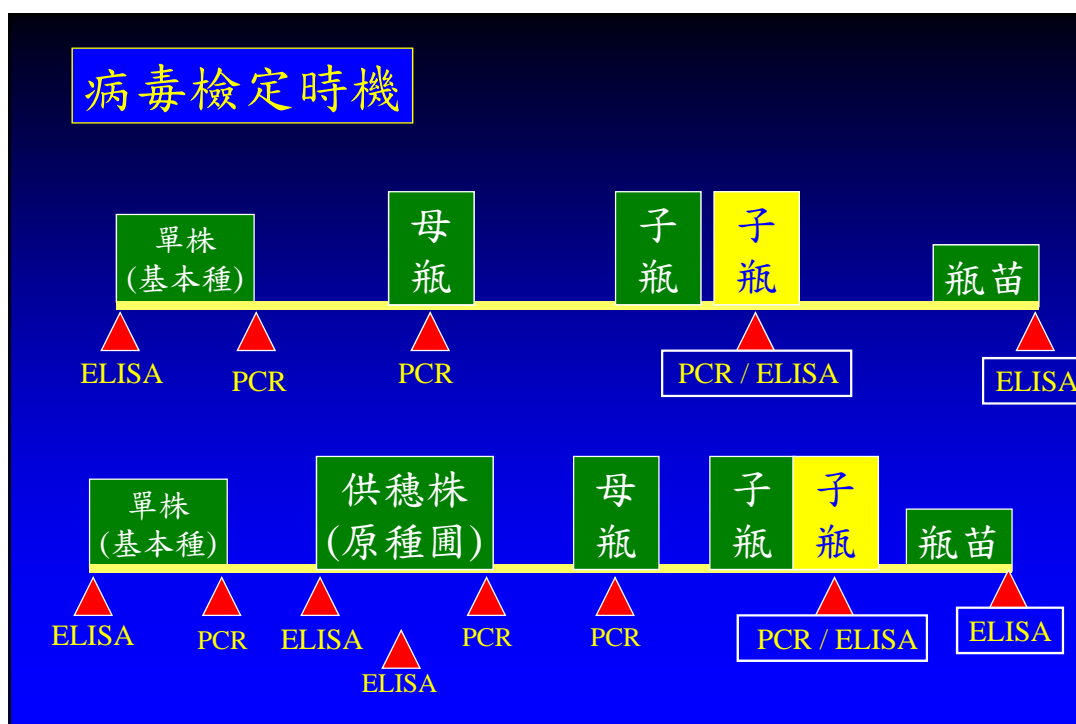 病毒檢定時機
單株
(基本種)
母
瓶
子
瓶
子
瓶
瓶苗
ELISA
PCR
PCR
PCR / ELISA
ELISA
單株
(基本種)
供穗株
(原種圃)
母
瓶
子
瓶
子
瓶
瓶苗
ELISA
PCR
ELISA
ELISA
PCR
PCR
PCR / ELISA
ELISA